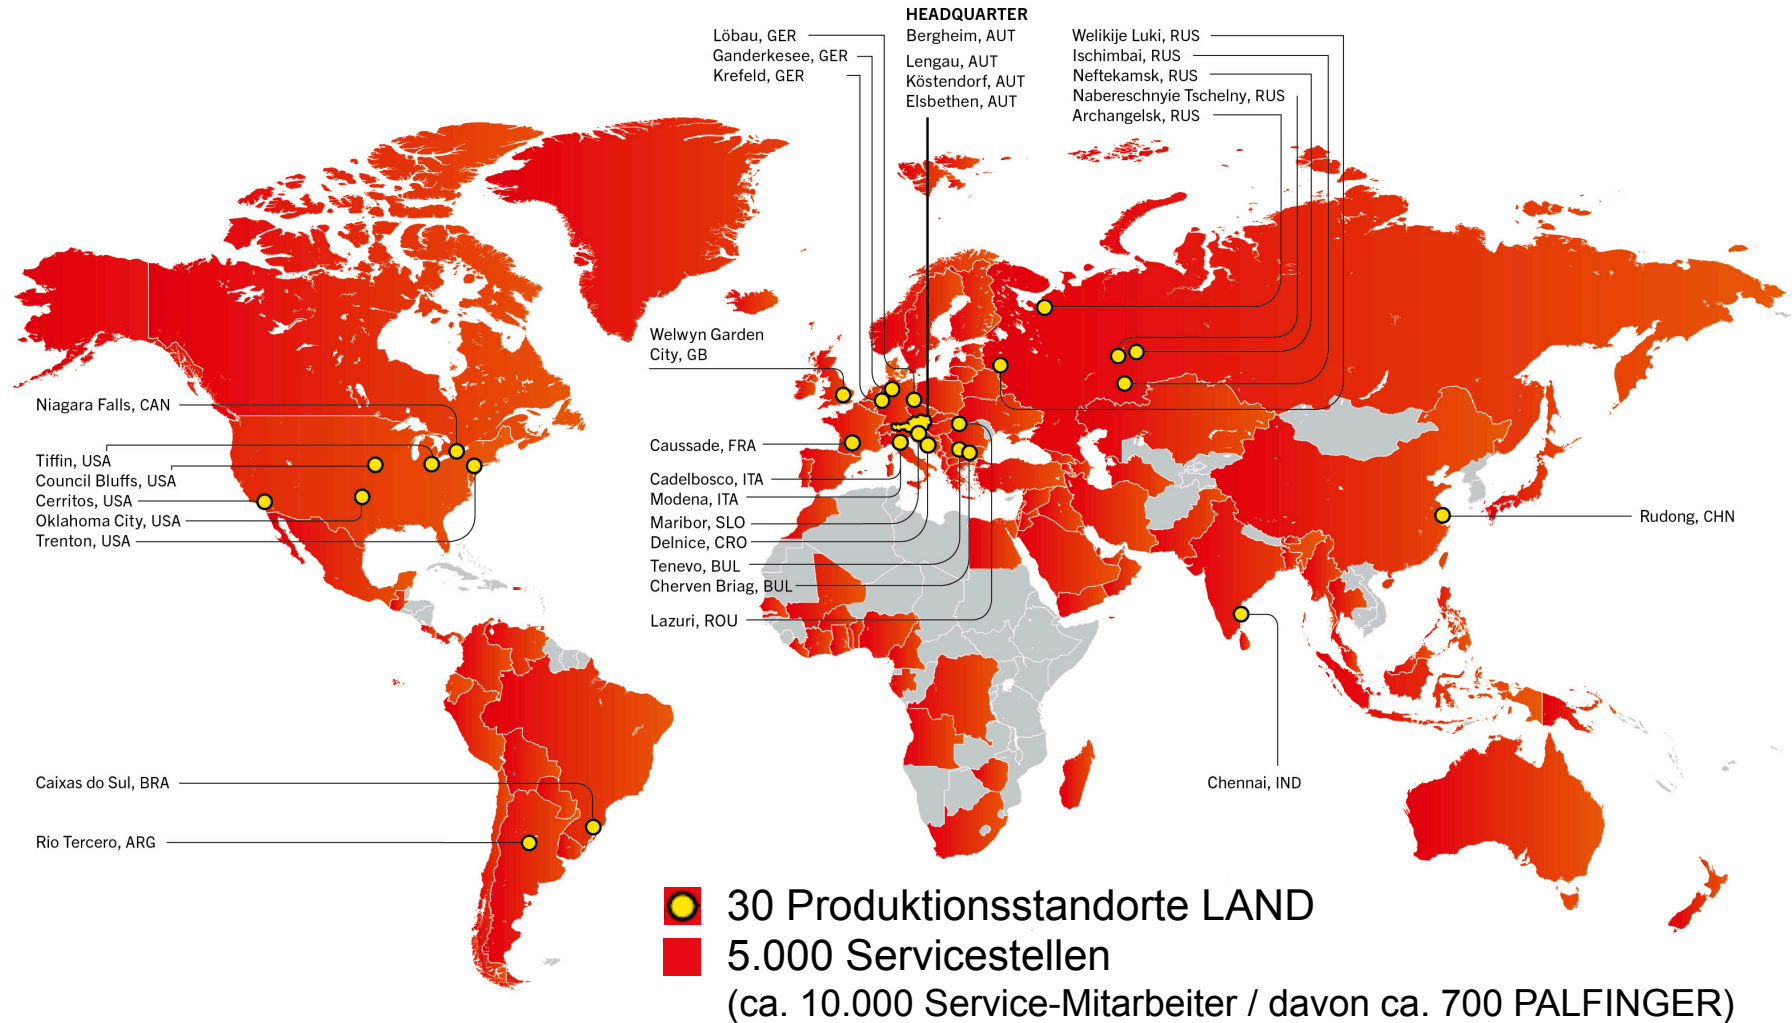 HEADQUARTER
Bergheim, AUT
Lengau, AUT
Köstendorf, AUT
Elsbethen, AUT
Löbau, GER
Ganderkesee, GER
Krefeld, GER
Welikije Luki, RUS
Ischimbai, RUS
Neftekamsk, RUS
Nabereschnyie Tschelny, RUS
Archangelsk, RUS
Welwyn Garden
City, GB
Niagara Falls, CAN
Tiffin, USA
Council Bluffs, USA
Cerritos, USA
Oklahoma City, USA
Trenton, USA
Caussade, FRA
Cadelbosco, ITA
Modena, ITA
Maribor, SLO
Delnice, CRO
Tenevo, BUL
Cherven Briag, BUL
Lazuri, ROU
Rudong, CHN
Chennai, IND
Caixas do Sul, BRA
Rio Tercero, ARG
30 Produktionsstandorte LAND
5.000 Servicestellen
(ca. 10.000 Service-Mitarbeiter / davon ca. 700 PALFINGER)